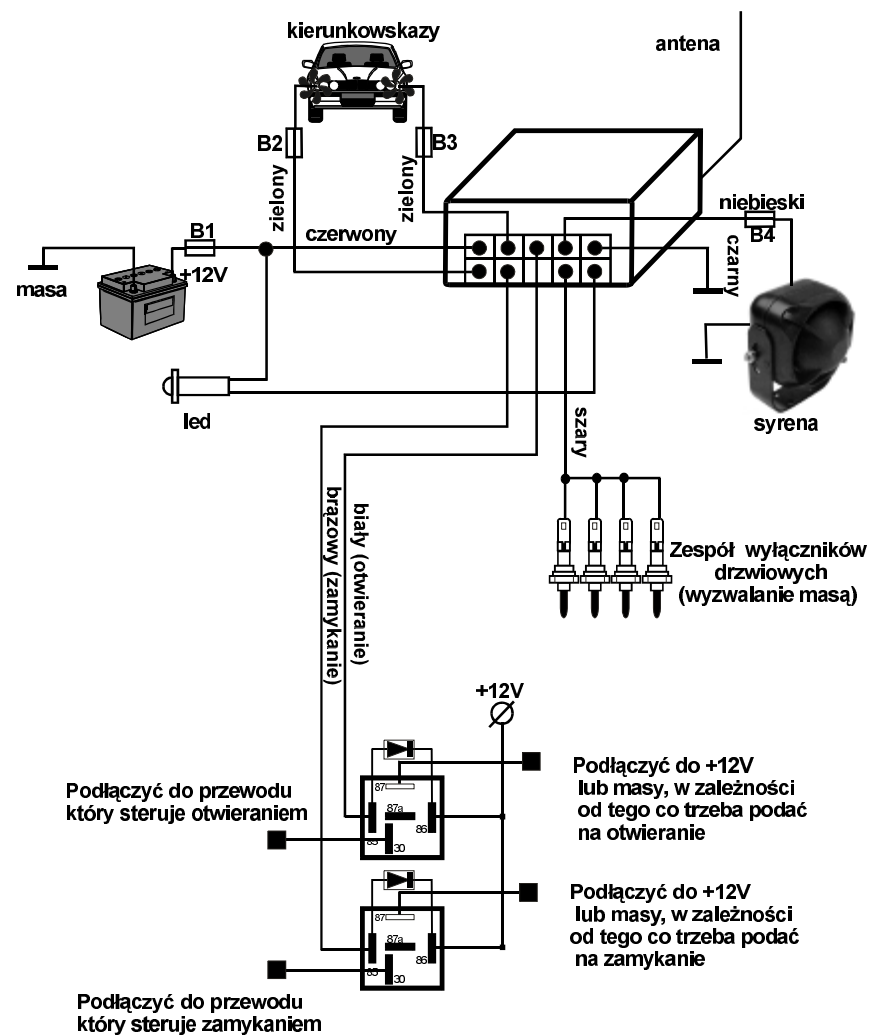 kierunkowskazy
antena
B2
B3
zielony
zielony
niebieski
B4
czarny
B1
czerwony
+12V
masa
led
syrena
szary
biały (otwieranie)
brązowy (zamykanie)
Zespół wyłączników
drzwiowych
(wyzwalanie masą)
+12V
Podłączyć do przewodu
który steruje otwieraniem
87
87a
85
86
30
Podłączyć do +12V
lub masy, w zależności
od tego co trzeba podać
na otwieranie
87
87a
85
86
30
Podłączyć do +12V
lub masy, w zależności
od tego co trzeba podać
na zamykanie
Podłączyć do przewodu
który steruje zamykaniem